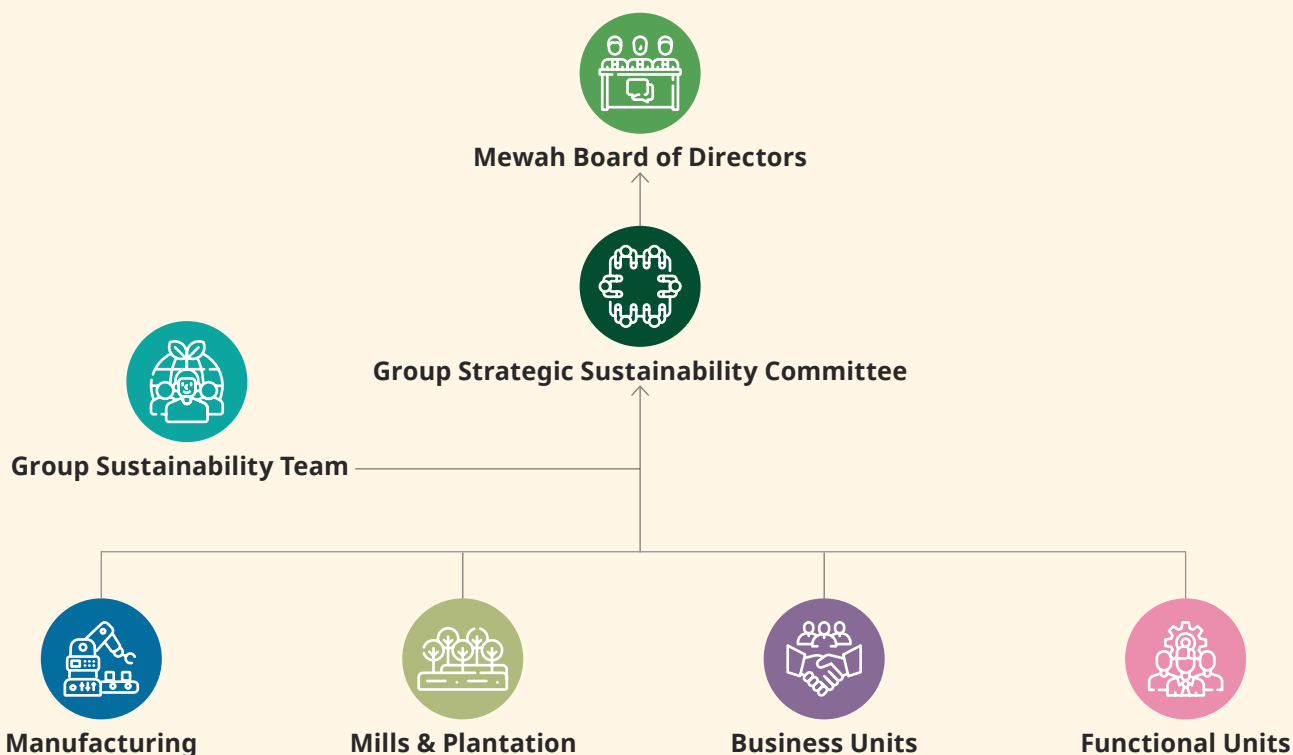 Mewah Board of Directors
Group Strategic Sustainability Committee
Group Sustainability Team
Manufacturing
Mills & Plantation
Business Units
Functional Units